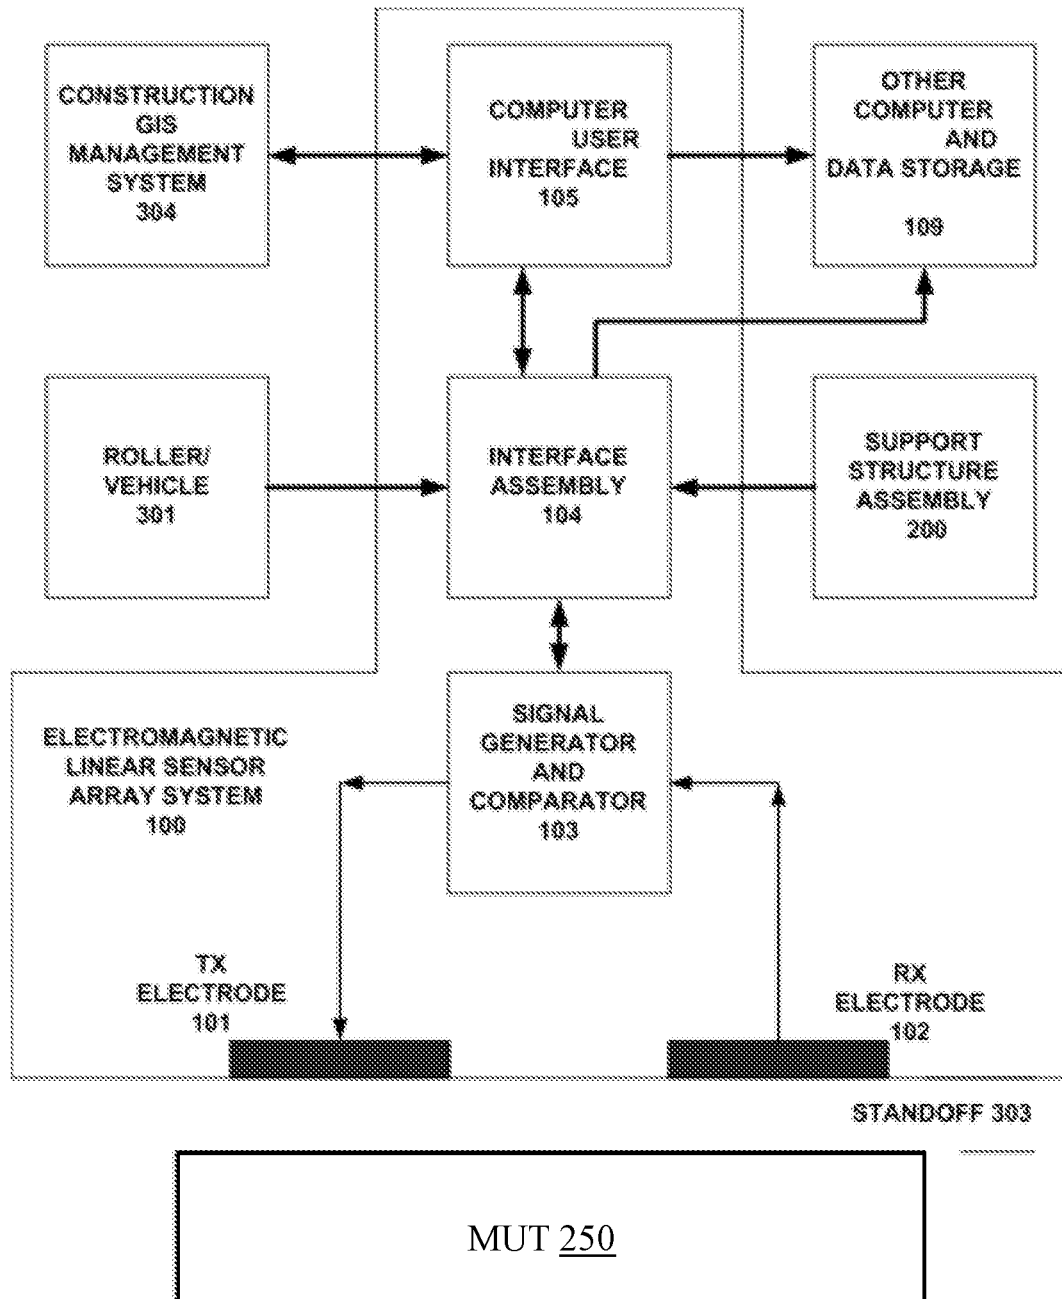 CONSTRUCTION
GIS
MANAGEMENT
SYSTEM
304
COMPUTER
USER
INTERFACE
105
OTHER
COMPUTER
AND
DATA STORAGE
109
ROLLER/
VEHICLE
301
INTERFACE
ASSEMBLY
104
SUPPORT
STRUCTURE
ASSEMBLY
200
ELECTROMAGNETIC
LINEAR SENSOR
ARRAY SYSTEM
100
SIGNAL
GENERATOR
AND
COMPARATOR
103
TX
ELECTRODE
101
RX
ELECTRODE
102
STANDOFF 303
MUT 250